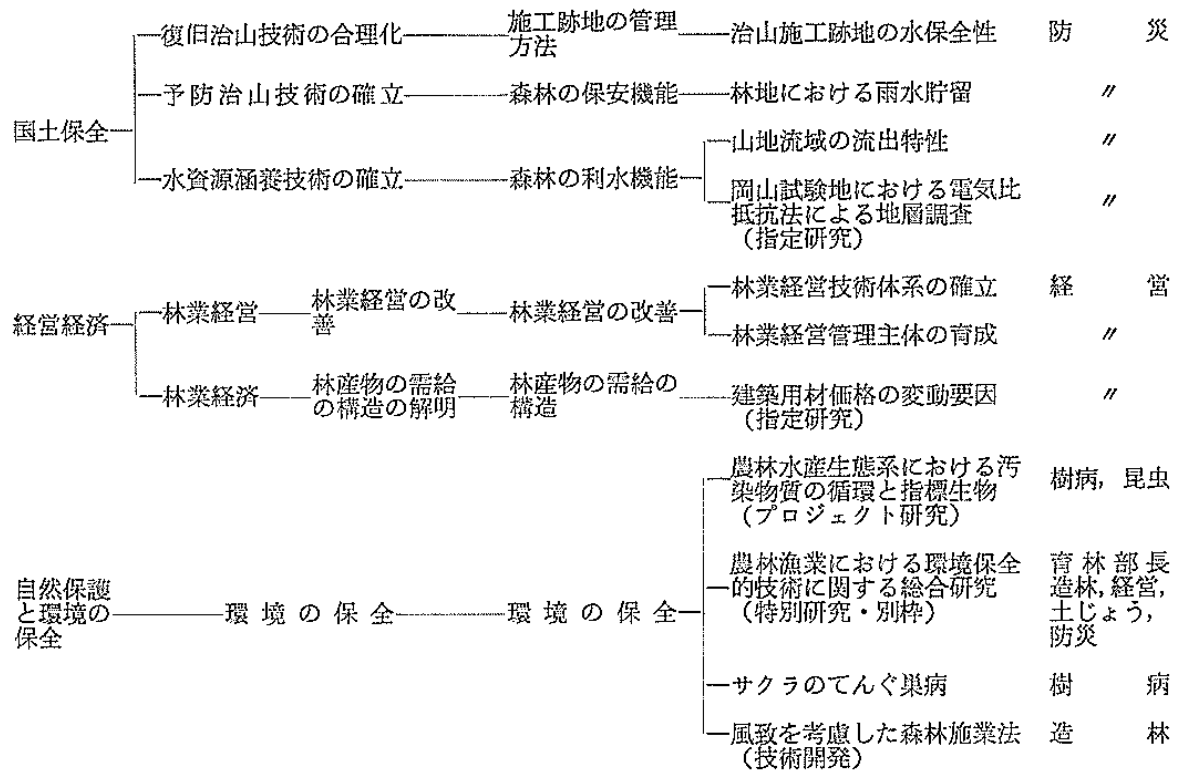 復旧治山技術の合理化 施工跡地の管理 治山施工跡地の水保全性 防 災
方法
予防治山技術の確立 森林の保安機能 林地における雨水貯留 〃
国土保全
山地流域の流出特性 〃
水資源涵養技術の確立 森林の利水機能
岡山試験地における電気比
抵抗法による地層調査 〃
(指定研究)
林業経営 林業経営の改 林業経営の改善 林業経営技術体系の確立 経 営
善
経営経済
林業経営管理主体の育成 〃
林業経済 林産物の需給 林産物の需給の 建築用材価格の変動要因 〃
の構造の解明 構造
(指定研究)
農林水産生態系における汚
染物質の循環と指標生物 樹病, 昆虫
(プロジェクト研究)
農林漁業における環境保全 育林部長
的技術に関する総合研究 造林, 経営,
(特別研究・別枠) 土じょう,
防災
自然保護
と環境の 環境の保全 環境の保全
保全
サクラのてんぐ巣病 樹 病
風致を考慮した森林施業法 造 林
(技術開発)